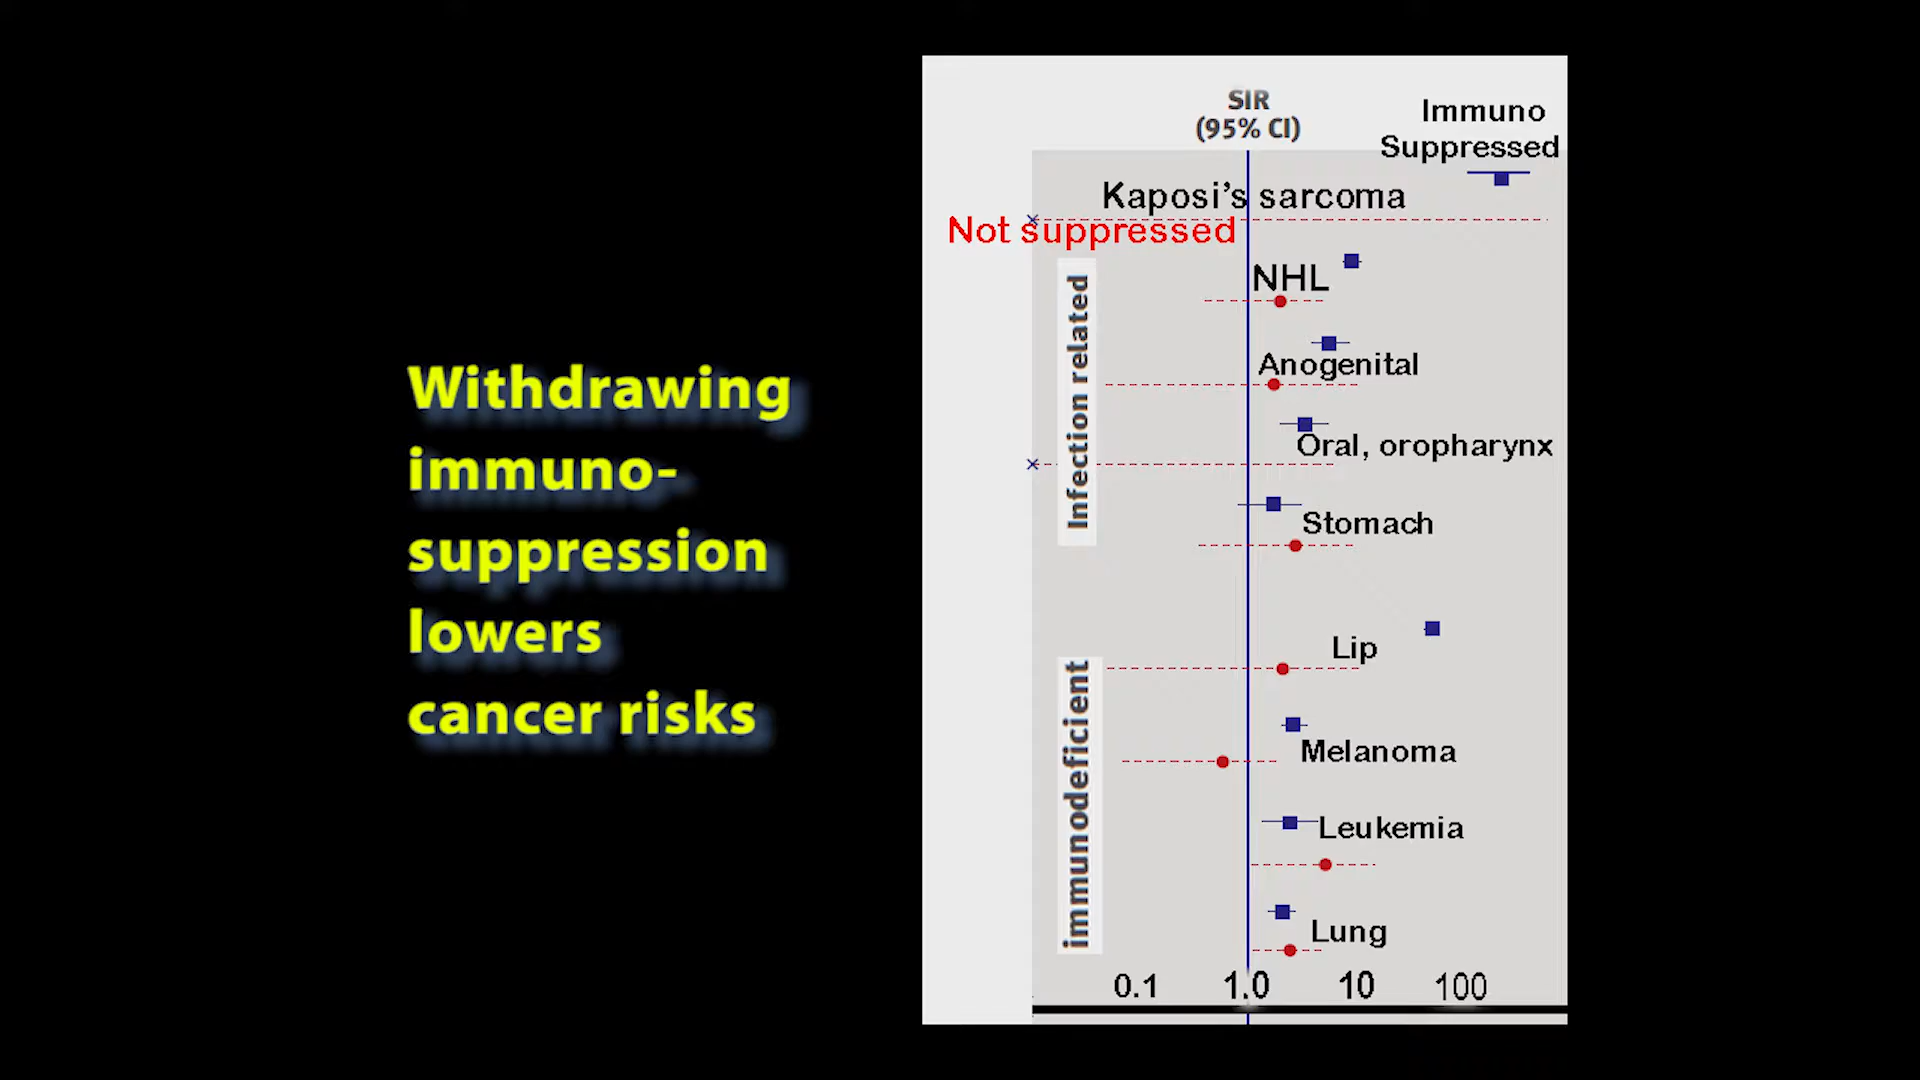 Withdrawing
immuno-
suppression
lowers
cancer risks
SIR
(95% CI)
Immuno
Suppressed
Kaposi's sarcoma
Not suppressed
Infection related
NHL
Anogenital
Oral, oropharynx
Stomach
immunodeficient
Lip
Melanoma
Leukemia
Lung
0.1 1.0 10 100